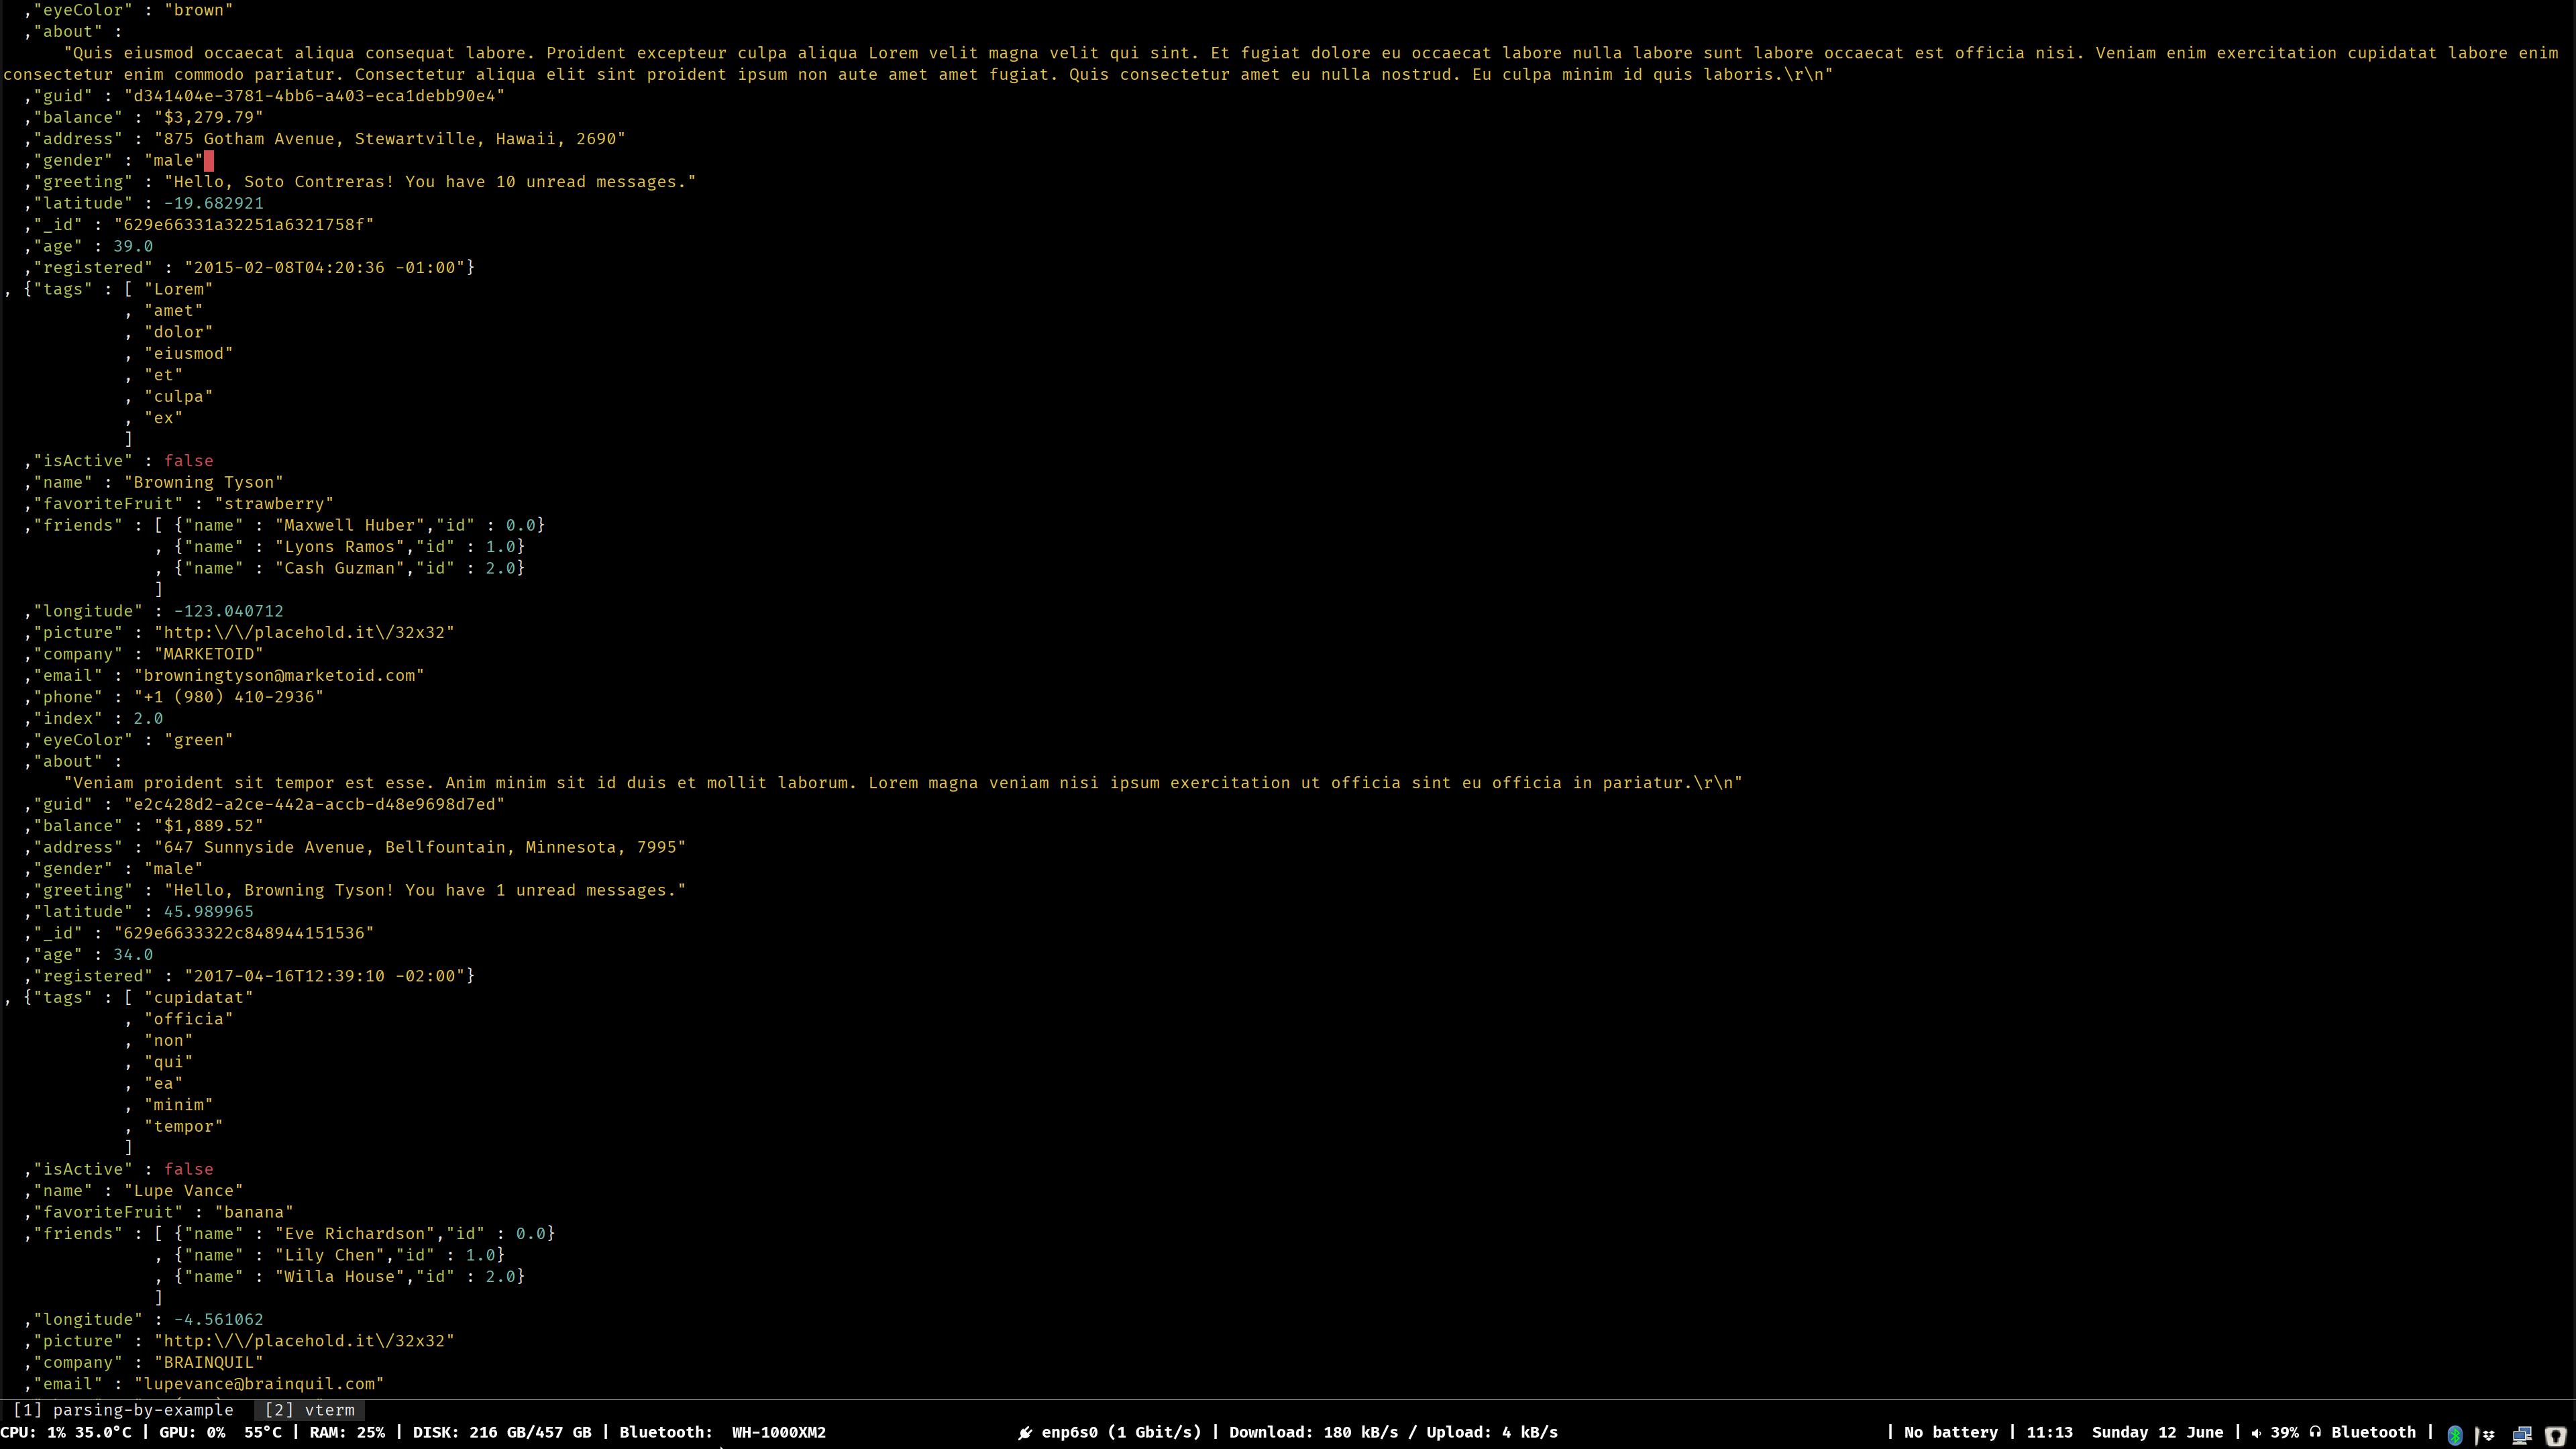 ,"eyeColor" : "brown"
,"about" :
"Quis eiusmod occaecat aliqua consequat labore. Proident excepteur culpa aliqua Lorem velit magna velit qui sint. Et fugiat dolore eu occaecat labore nulla labore sunt labore occaecat est officia nisi. Veniam enim exercitation cupidatat labore enim
consectetur enim commodo pariatur. Consectetur aliqua elit sint proident ipsum non aute amet amet fugiat. Quis consectetur amet eu nulla nostrud. Eu culpa minim id quis laboris.\r\n"
,"guid" : "d341404e-3781-4bb6-a403-eca1debb90e4"
,"balance" : "$3,279.79"
,"address" : "875 Gotham Avenue, Stewartville, Hawaii, 2690"
,"gender" : "male"
,"greeting" : "Hello, Soto Contreras! You have 10 unread messages."
,"latitude" : -19.682921
,"_id" : "629e66331a32251a6321758f"
,"age" : 39.0
,"registered" : "2015-02-08T04:20:36 -01:00"}
, {"tags" : [ "Lorem"
, "amet"
, "dolor"
, "eiusmod"
, "et"
, "culpa"
, "ex"
]
,"isActive" : false
,"name" : "Browning Tyson"
,"favoriteFruit" : "strawberry"
,"friends" : [ {"name" : "Maxwell Huber","id" : 0.0}
, {"name" : "Lyons Ramos","id" : 1.0}
, {"name" : "Cash Guzman","id" : 2.0}
]
,"longitude" : -123.040712
,"picture" : "http:\/\/placehold.it\/32x32"
,"company" : "MARKETOID"
,"email" : "browningtyson@marketoid.com"
,"phone" : "+1 (980) 410-2936"
,"index" : 2.0
,"eyeColor" : "green"
,"about" :
"Veniam proident sit tempor est esse. Anim minim sit id duis et mollit laborum. Lorem magna veniam nisi ipsum exercitation ut officia sint eu officia in pariatur.\r\n"
,"guid" : "e2c428d2-a2ce-442a-accb-d48e9698d7ed"
,"balance" : "$1,889.52"
,"address" : "647 Sunnyside Avenue, Bellfountain, Minnesota, 7995"
,"gender" : "male"
,"greeting" : "Hello, Browning Tyson! You have 1 unread messages."
,"latitude" : 45.989965
,"_id" : "629e6633322c848944151536"
,"age" : 34.0
,"registered" : "2017-04-16T12:39:10 -02:00"}
, {"tags" : [ "cupidatat"
, "officia"
, "non"
, "qui"
, "ea"
, "minim"
, "tempor"
]
,"isActive" : false
,"name" : "Lupe Vance"
,"favoriteFruit" : "banana"
,"friends" : [ {"name" : "Eve Richardson","id" : 0.0}
, {"name" : "Lily Chen","id" : 1.0}
, {"name" : "Willa House","id" : 2.0}
]
,"longitude" : -4.561062
,"picture" : "http:\/\/placehold.it\/32x32"
,"company" : "BRAINQUIL"
,"email" : "lupevance@brainquil.com"
[1] parsing-by-example [2] vterm
CPU: 1% 35.0°C | GPU: 0% 55°C | RAM: 25% | DISK: 216 GB/457 GB | Bluetooth: WH-1000XM2 enp6s0 (1 Gbit/s) | Download: 180 kB/s / Upload: 4 kB/s | No battery | 11:13 Sunday 12 June | 39% Bluetooth |